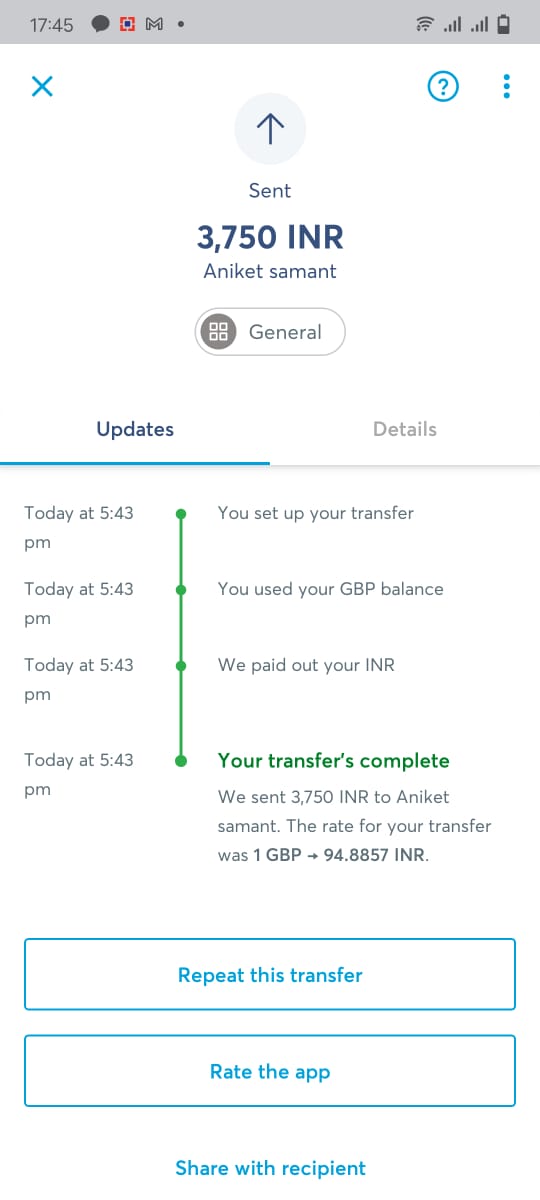 17:45
Sent
3,750 INR
Aniket samant
General
Updates
Details
Today at 5:43
pm
You set up your transfer
Today at 5:43
pm
You used your GBP balance
Today at 5:43
pm
We paid out your INR
Today at 5:43
pm
Your transfer's complete
We sent 3,750 INR to Aniket
samant. The rate for your transfer
was 1 GBP → 94.8857 INR.
Repeat this transfer
Rate the app
Share with recipient